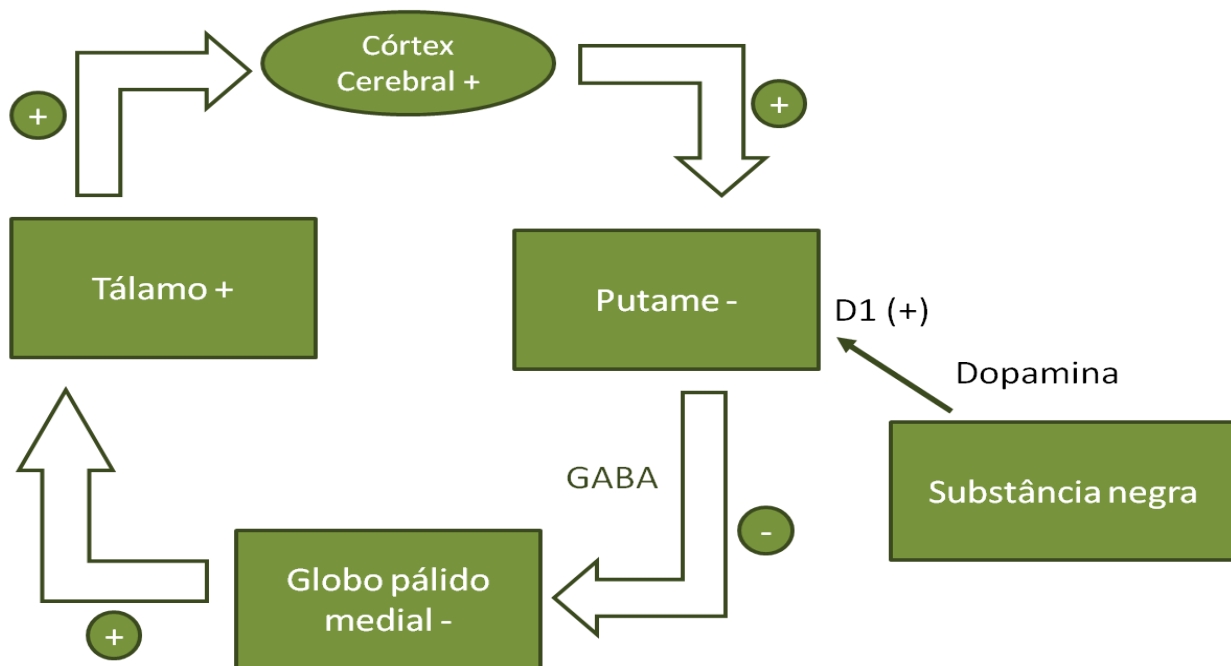 Córtex
Cerebral +
+
+
Tálamo +
Putame -
D1 (+)
Dopamina
Substância negra
GABA
-
Globo pálido
medial -
+